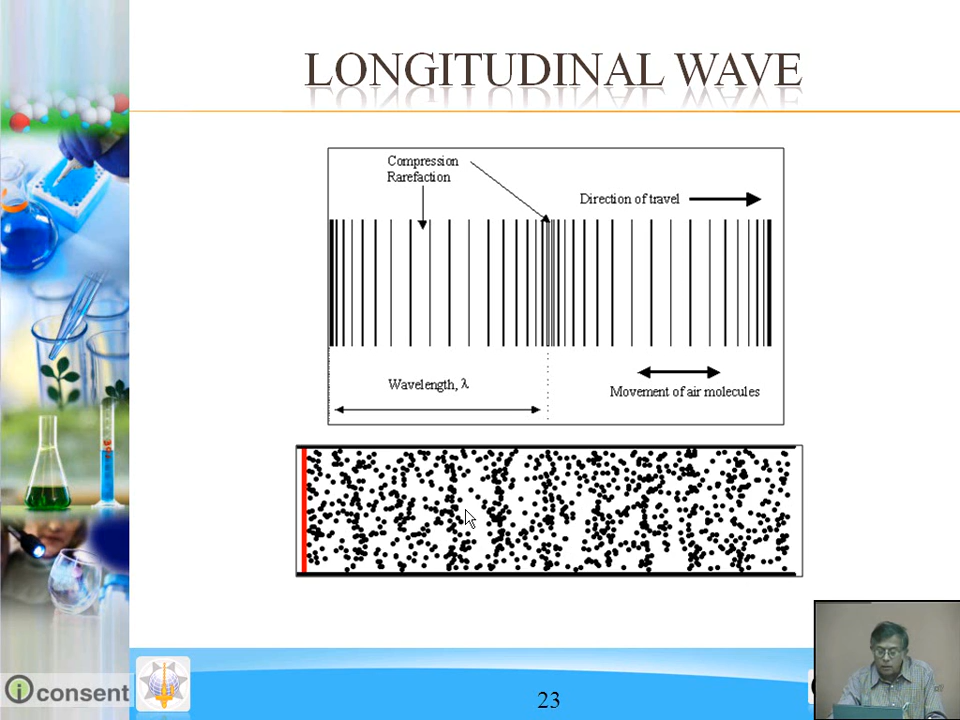 LONGITUDINAL WAVE
Compression
Rarefaction
Direction of travel
Wavelength, λ
Movement of air molecules
i consent
23